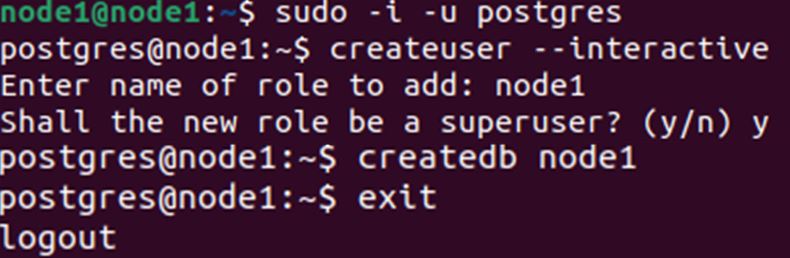 node1@node1:~$ sudo -i -u postgres
postgres@node1:~$ createuser --interactive
Enter name of role to add: node1
Shall the new role be a superuser? (y/n) y
postgres@node1:~$ createdb node1
postgres@node1:~$ exit
logout